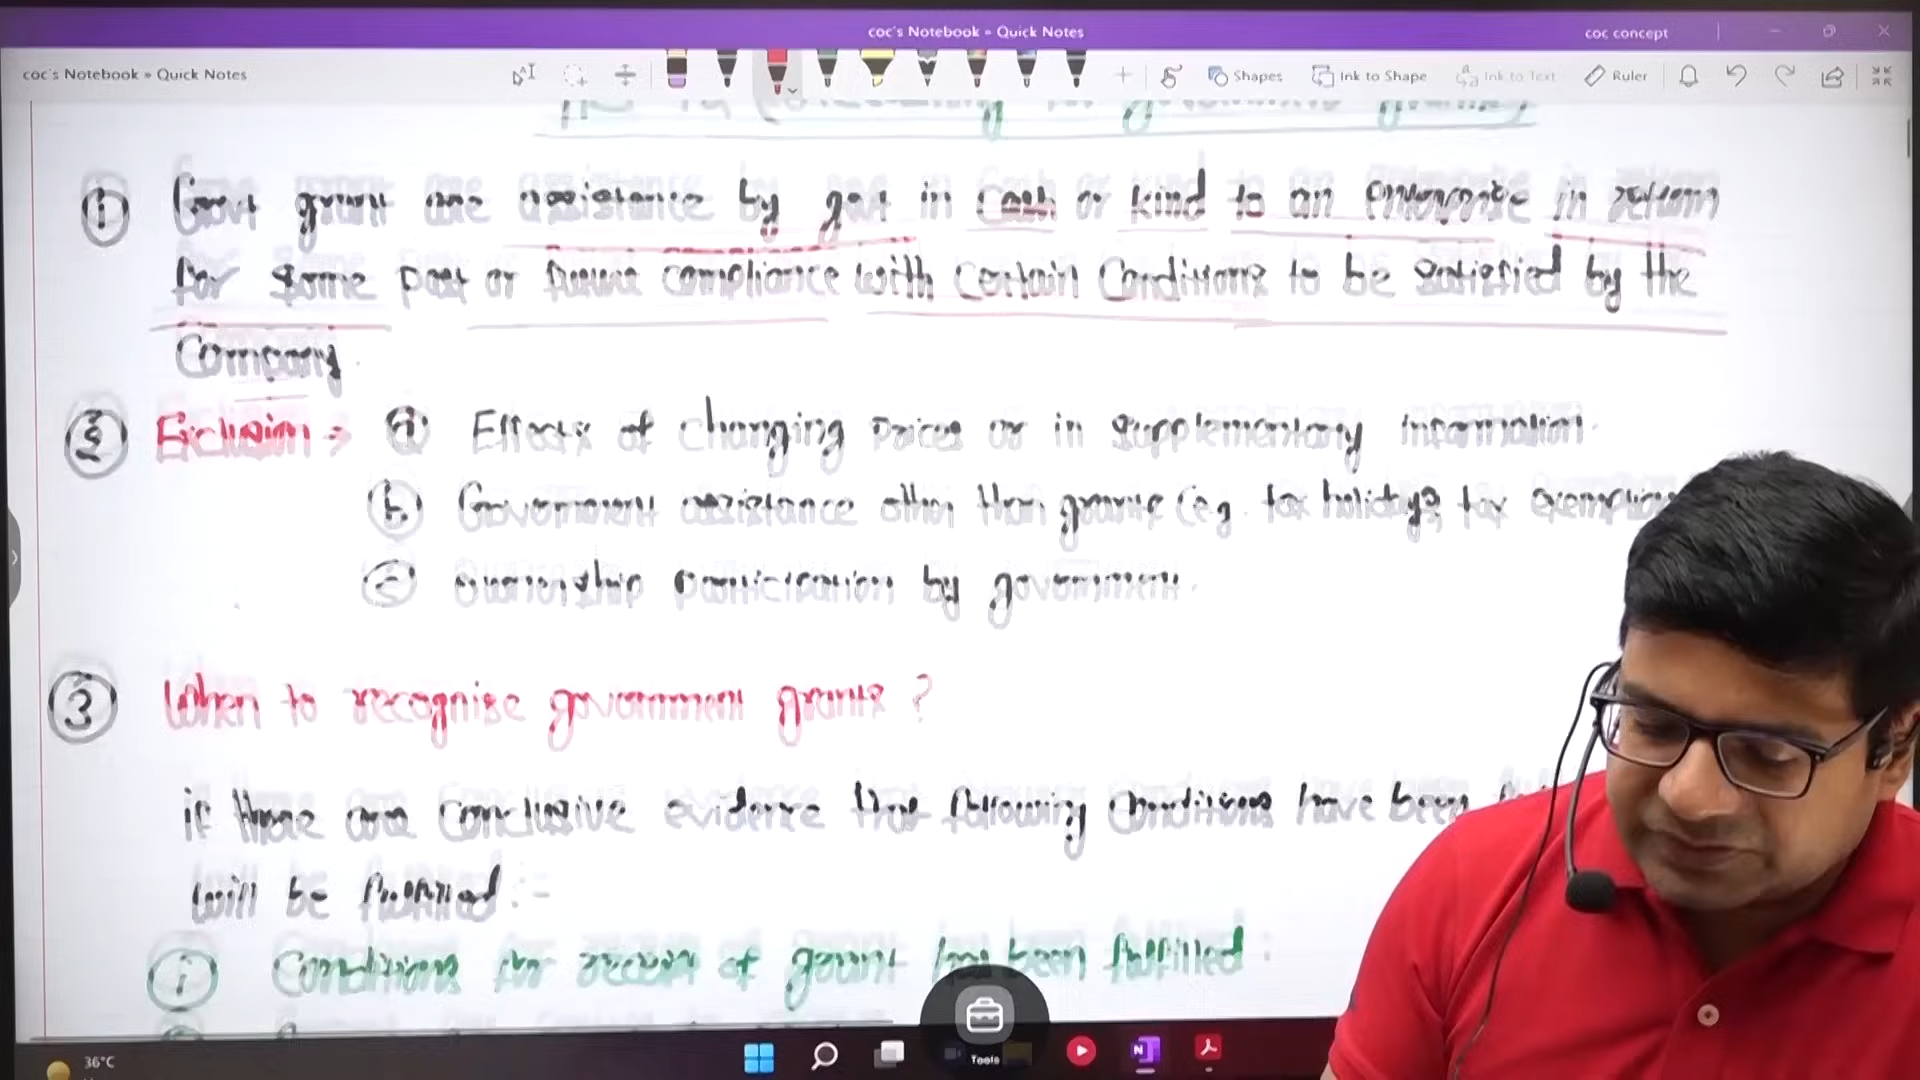 coc's Notebook » Quick Notes
coc concept
coc's Notebook » Quick Notes
Shapes
Ink to Shape
Ink to Text
Ruler
① Govt grant are assistance by govt in cash or kind to an enterprise in return
for some past or future compliance with certain conditions to be satisfied by the
Company.
② Exclusion → ⓐ Effects of changing prices or in supplementary information.
ⓑ Government assistance other than grants (eg. tax holidays, tax
ⓒ ownership participation by government.
③ When to recognise government grants ?
if there are conclusive evidence that following conditions have been
will be fulfilled :-
ⓘ Conditions for receipt of grant has been fulfilled :
Tools
36°C